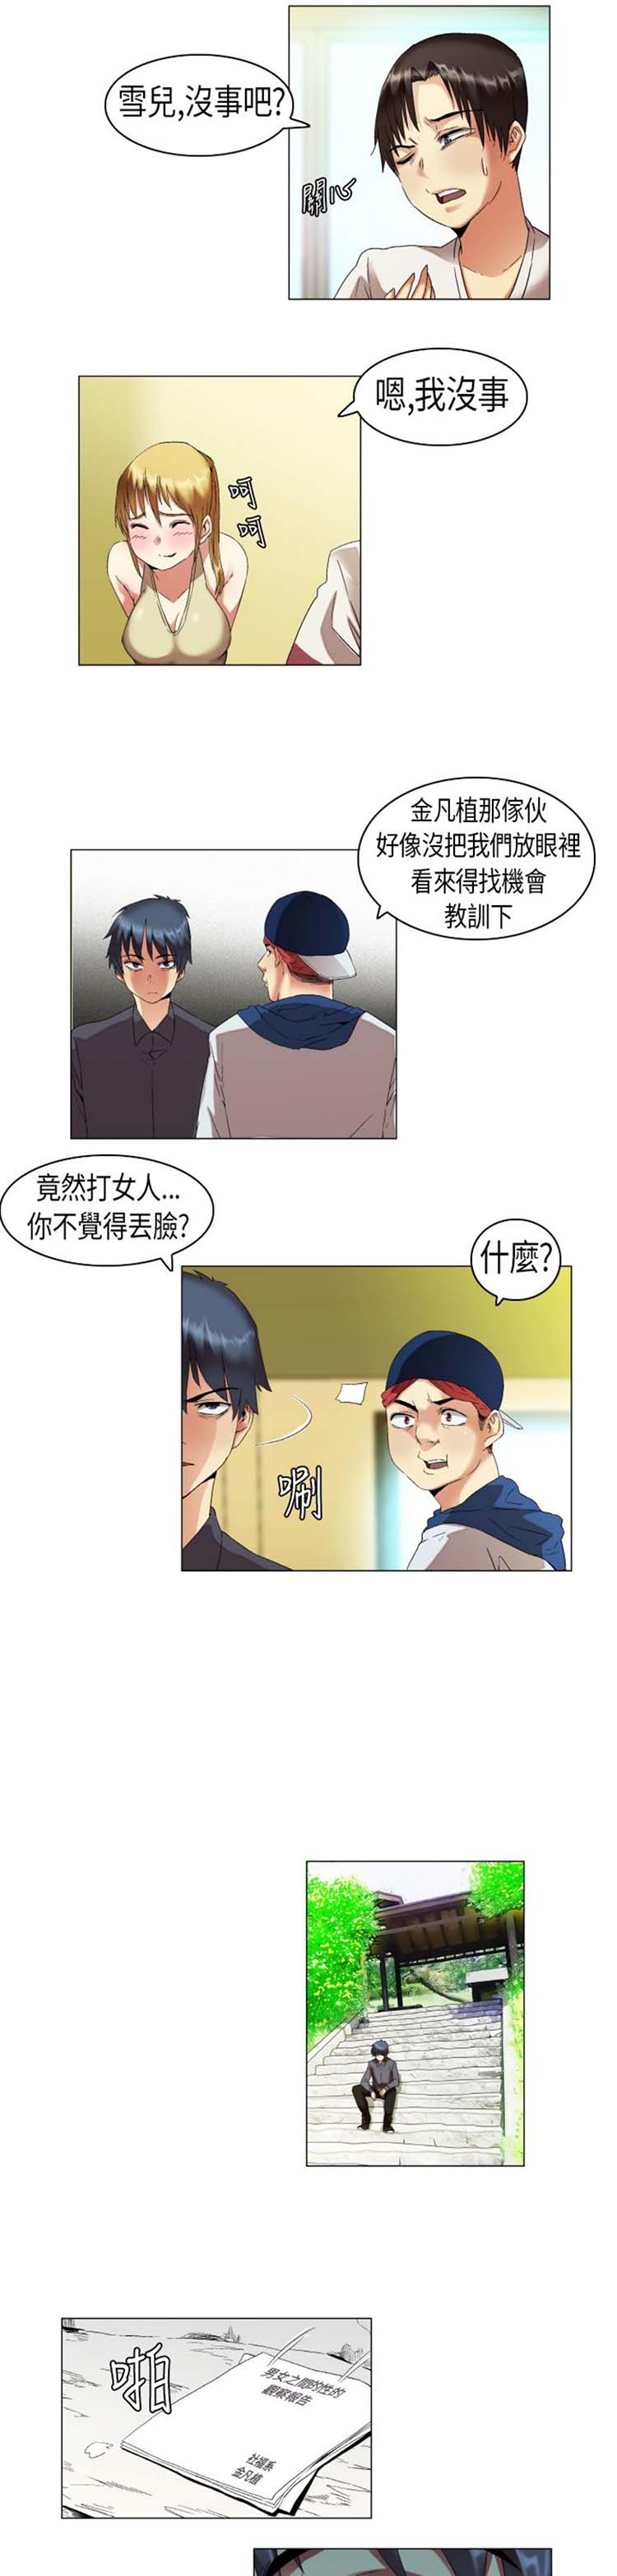 雪兒,沒事吧?
關心
嗯,我沒事
呵
呵
金凡植那傢伙
好像沒把我們放眼裡
看來得找機會
教訓下
竟然打女人...
你不覺得丟臉?
什麼?
唰
啪
男女之間的性的
觀察報告
社福系
金凡植